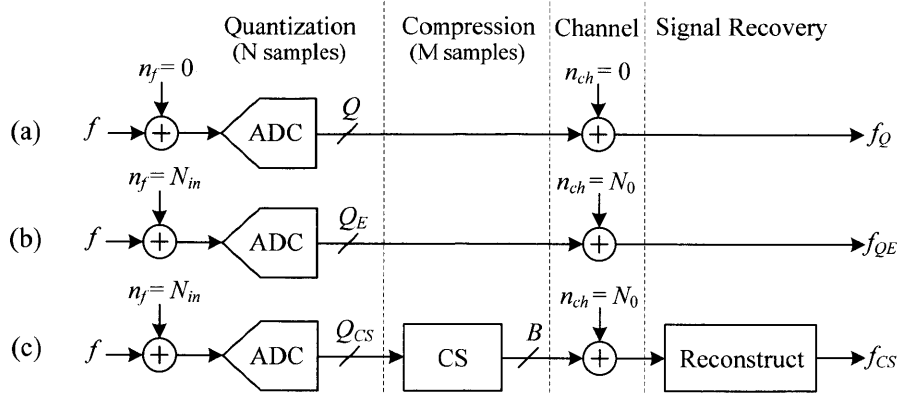 Quantization Compression Channel Signal Recovery
(N samples) (M samples)
n_f = 0 n_ch = 0
(a) f + ADC Q + f_Q
n_f = N_in n_ch = N_0
(b) f + ADC Q_E + f_QE
n_f = N_in n_ch = N_0
(c) f + ADC Q_CS CS B + Reconstruct f_CS